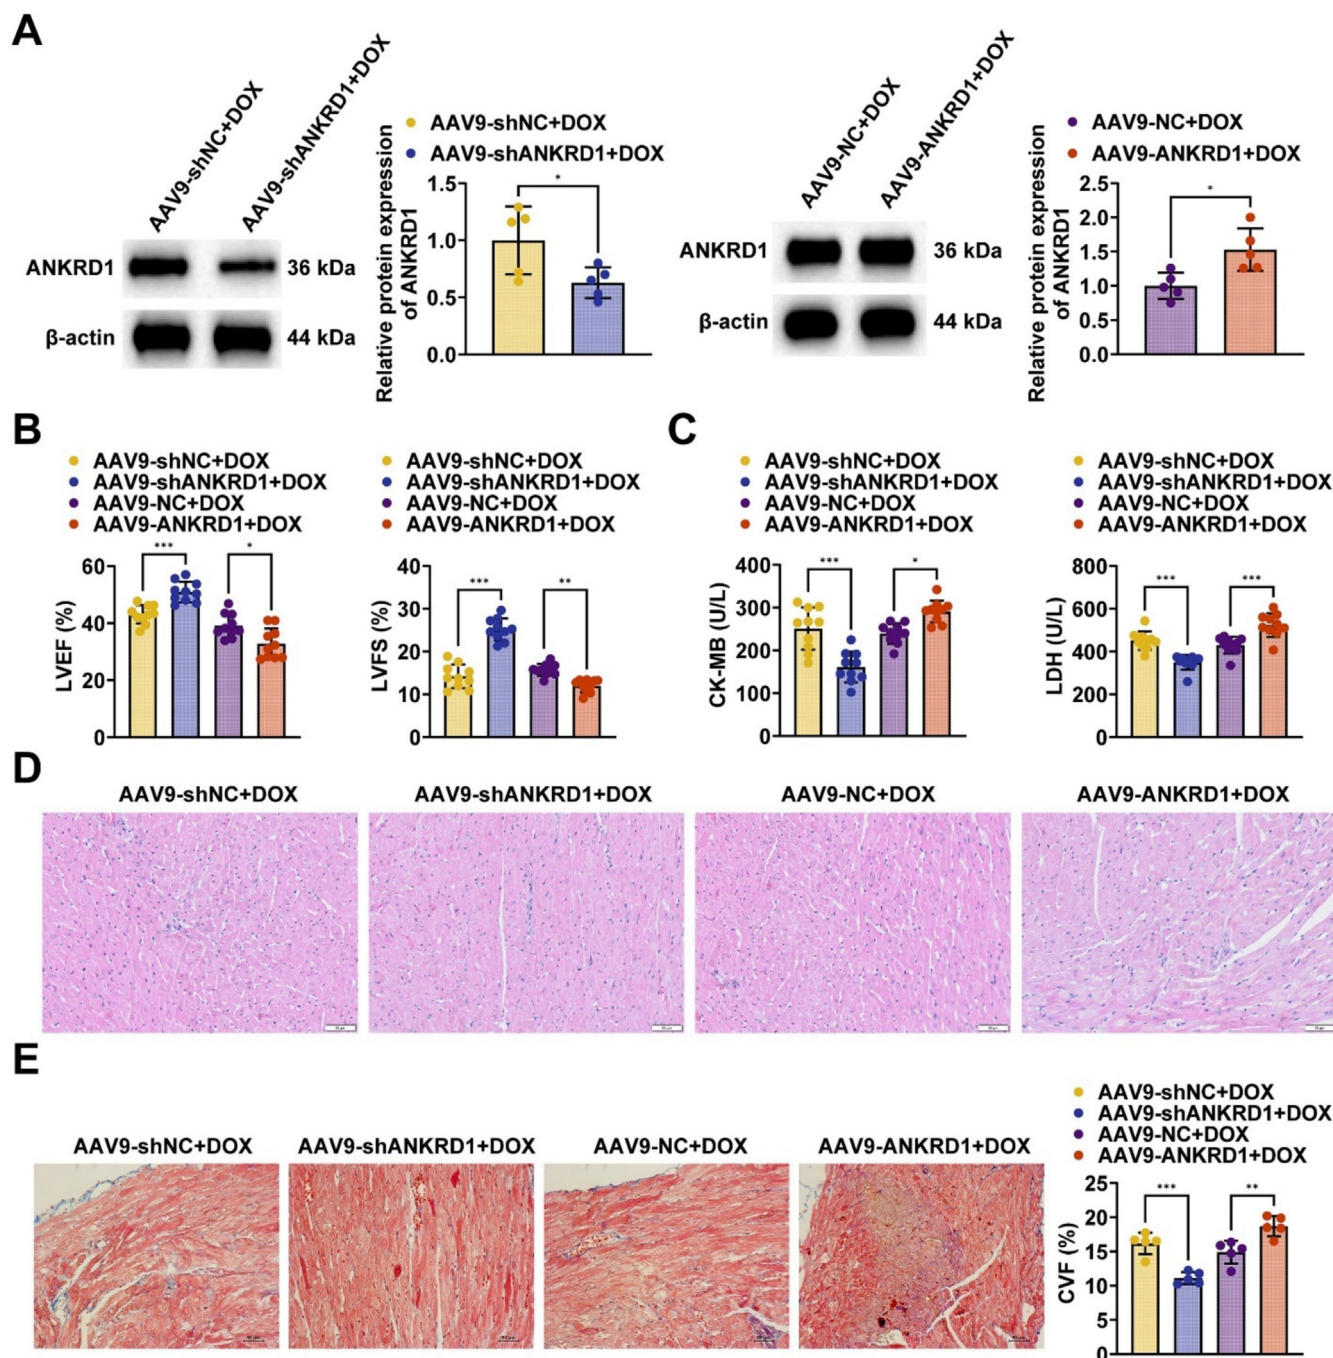 A
AAV9-shNC+DOX
AAV9-shANKRD1+DOX
ANKRD1
36 kDa
β-actin
44 kDa
AAV9-shNC+DOX
AAV9-shANKRD1+DOX
Relative protein expression
of ANKRD1
1.5
1.0
0.5
0.0
*
AAV9-NC+DOX
AAV9-ANKRD1+DOX
ANKRD1
36 kDa
β-actin
44 kDa
AAV9-NC+DOX
AAV9-ANKRD1+DOX
Relative protein expression
of ANKRD1
2.5
2.0
1.5
1.0
0.5
0.0
*
B
AAV9-shNC+DOX
AAV9-shANKRD1+DOX
AAV9-NC+DOX
AAV9-ANKRD1+DOX
LVEF (%)
60
40
20
0
***
*
AAV9-shNC+DOX
AAV9-shANKRD1+DOX
AAV9-NC+DOX
AAV9-ANKRD1+DOX
LVFS (%)
40
30
20
10
0
***
**
C
AAV9-shNC+DOX
AAV9-shANKRD1+DOX
AAV9-NC+DOX
AAV9-ANKRD1+DOX
CK-MB (U/L)
400
300
200
100
0
***
*
AAV9-shNC+DOX
AAV9-shANKRD1+DOX
AAV9-NC+DOX
AAV9-ANKRD1+DOX
LDH (U/L)
800
600
400
200
0
***
***
D
AAV9-shNC+DOX
AAV9-shANKRD1+DOX
AAV9-NC+DOX
AAV9-ANKRD1+DOX
E
AAV9-shNC+DOX
AAV9-shANKRD1+DOX
AAV9-NC+DOX
AAV9-ANKRD1+DOX
AAV9-shNC+DOX
AAV9-shANKRD1+DOX
AAV9-NC+DOX
AAV9-ANKRD1+DOX
CVF (%)
25
20
15
10
5
0
***
**